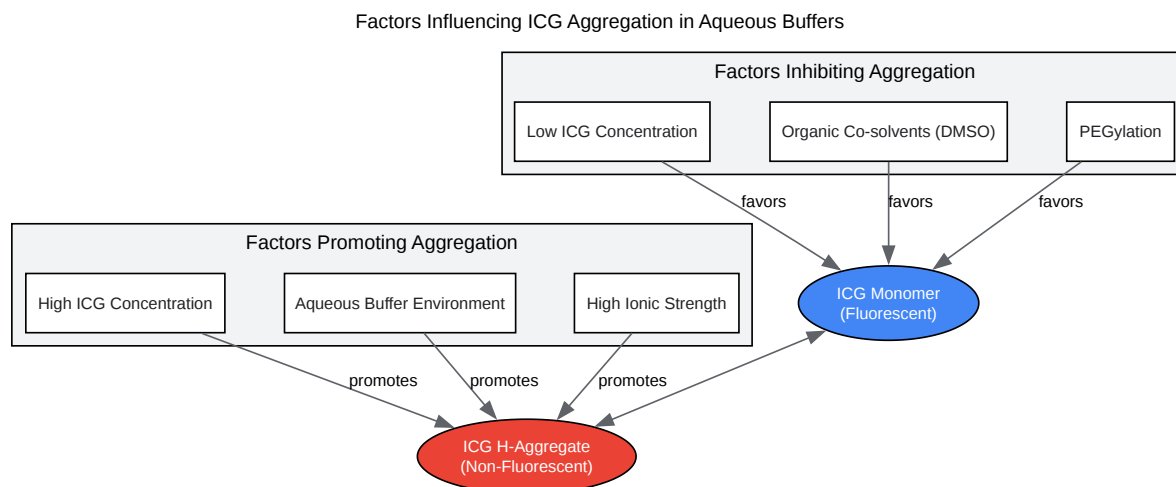 Factors Influencing ICG Aggregation in Aqueous Buffers
Factors Inhibiting Aggregation
Low ICG Concentration
Organic Co-solvents (DMSO)
PEGylation
favors
favors
favors
Factors Promoting Aggregation
High ICG Concentration
Aqueous Buffer Environment
High Ionic Strength
ICG Monomer
(Fluorescent)
promotes
promotes
promotes
ICG H-Aggregate
(Non-Fluorescent)